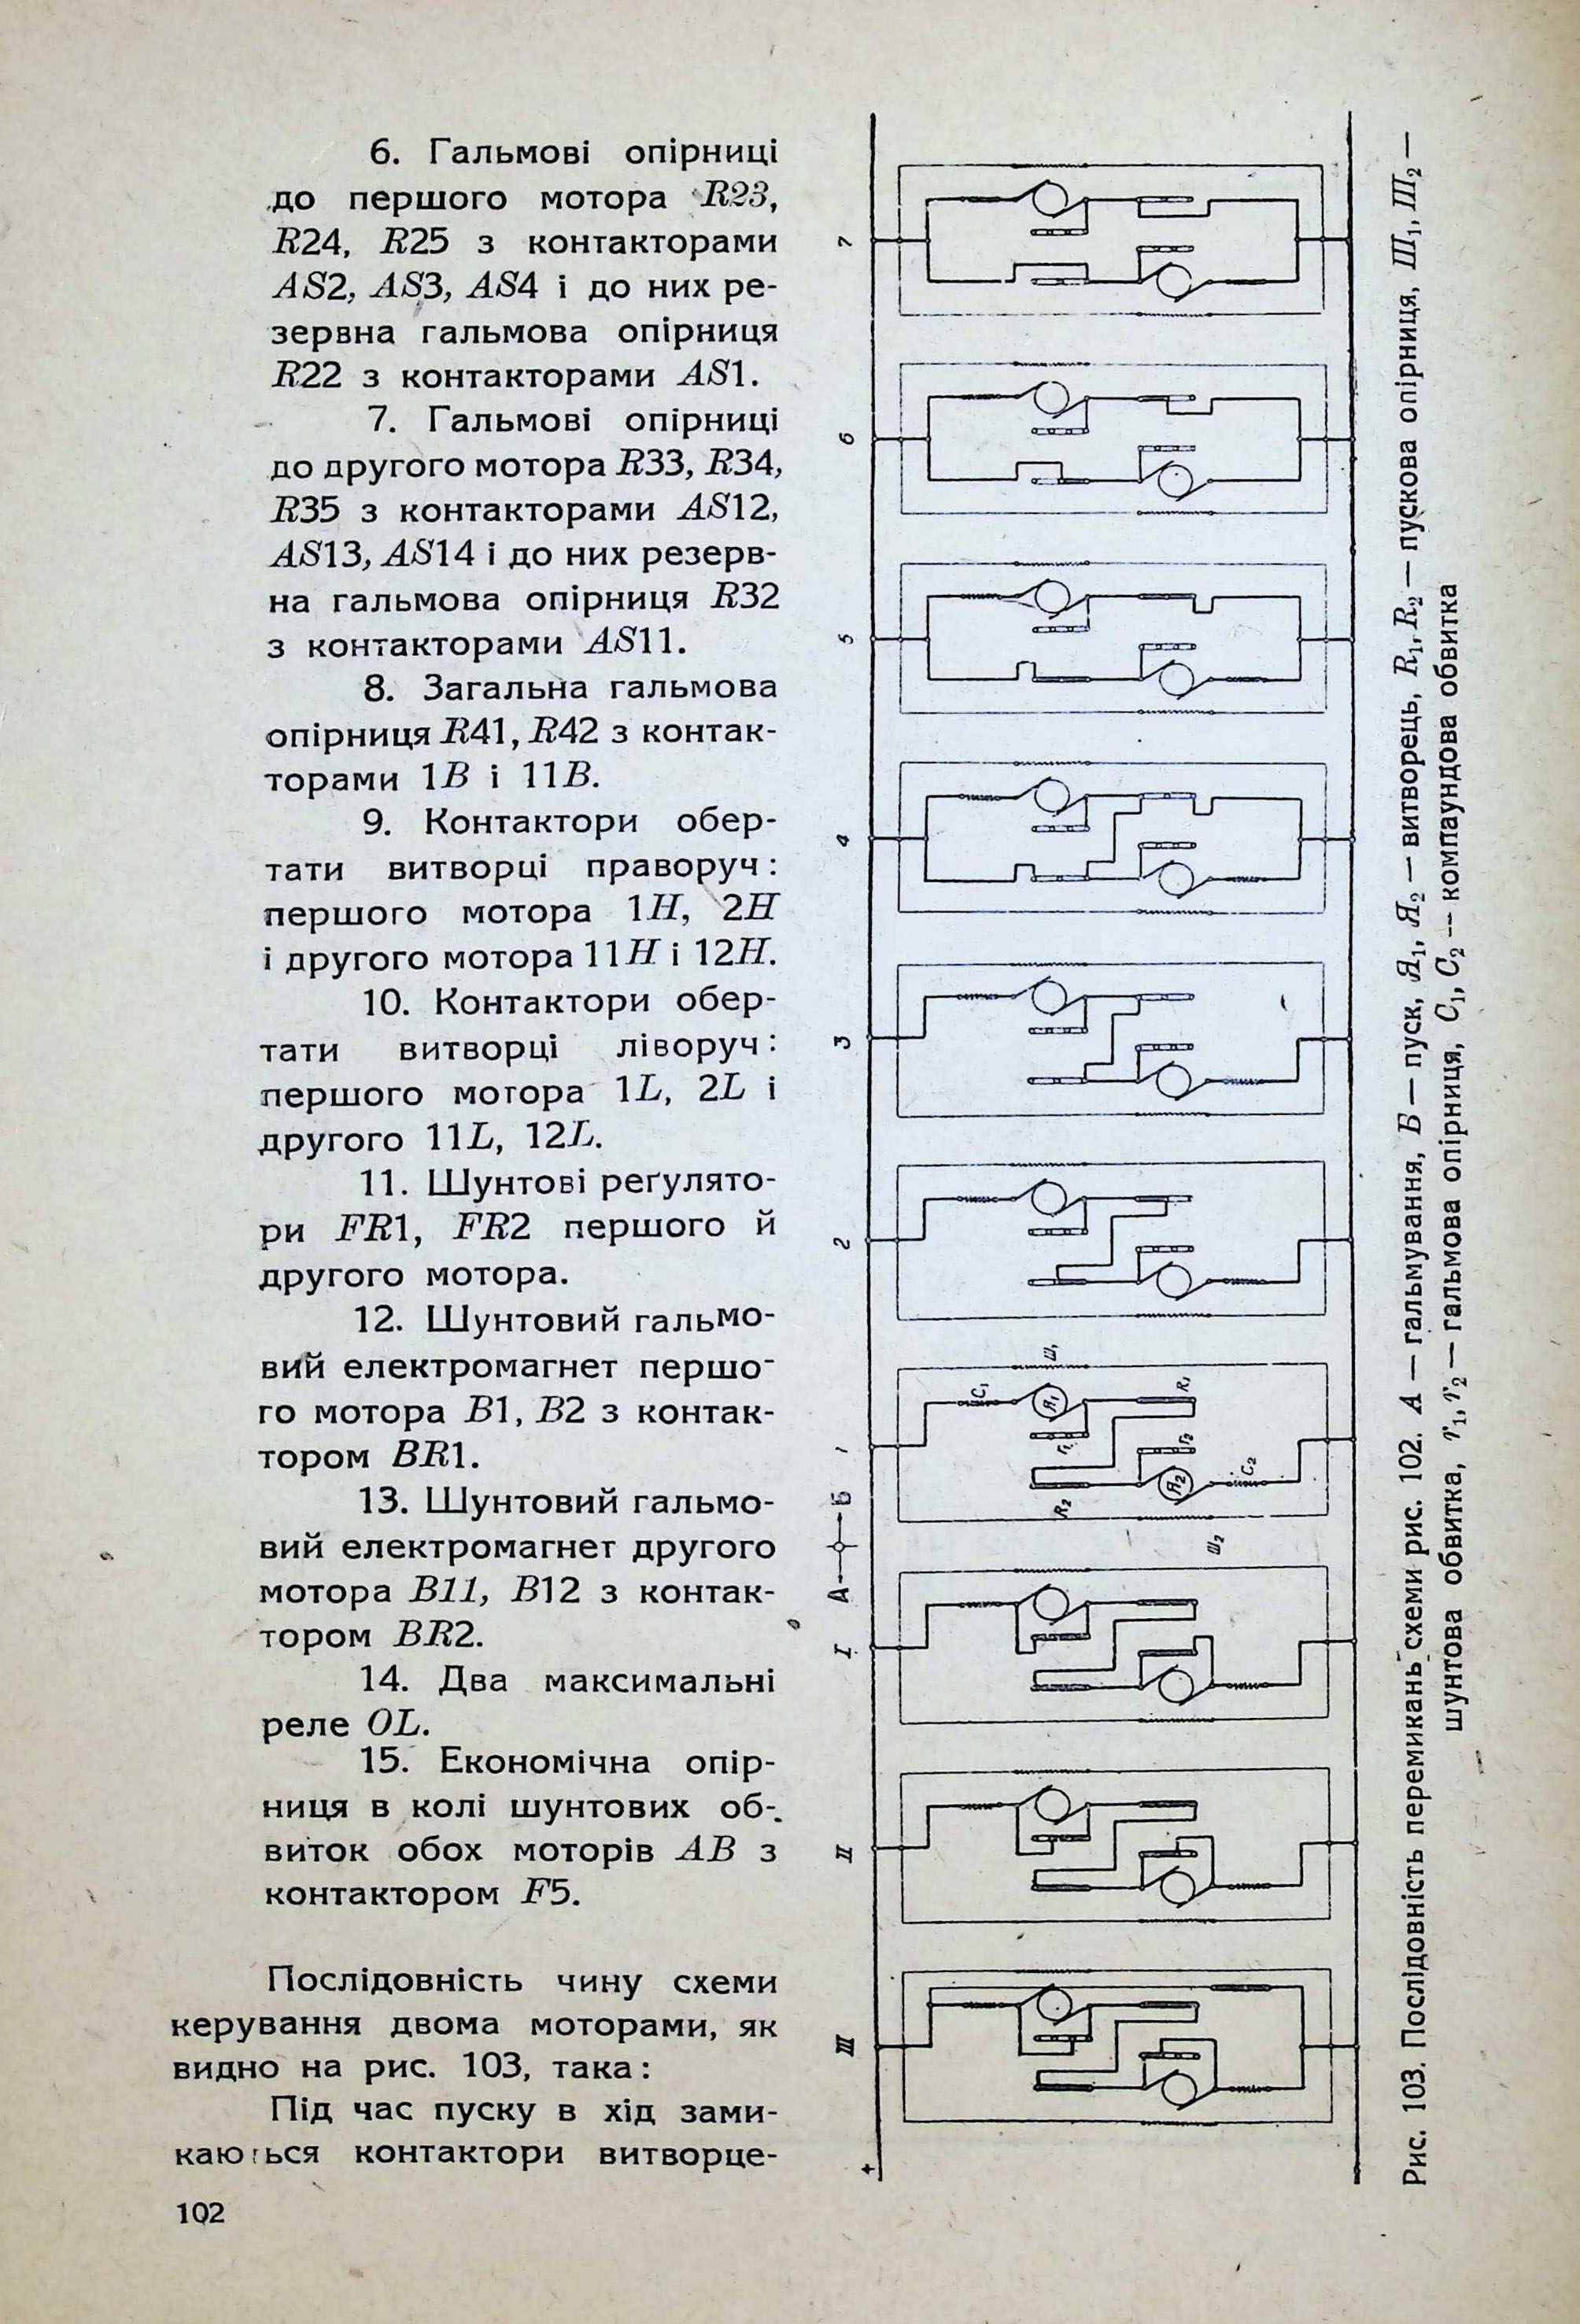 6. Гальмові опірниці
до першого мотора R23,
R24, R25 з контакторами
AS2, AS3, AS4 і до них ре-
зервна гальмова опірниця
R22 з контакторами AS1.
7. Гальмові опірниці
до другого мотора R33, R34,
R35 з контакторами AS12,
AS13, AS14 і до них резерв-
на гальмова опірниця R32
з контакторами AS11.
8. Загальна гальмова
опірниця R41, R42 з контак-
торами 1B і 11B.
9. Контактори обер-
тати витворці праворуч:
першого мотора 1H, 2H
і другого мотора 11H і 12H.
10. Контактори обер-
тати витворці ліворуч:
першого мотора 1L, 2L і
другого 11L, 12L.
11. Шунтові реґулято-
ри FR1, FR2 першого й
другого мотора.
12. Шунтовий гальмо-
вий електромагнет першо-
го мотора B1, B2 з контак-
тором BR1.
13. Шунтовий гальмо-
вий електромагнет другого
мотора B11, B12 з контак-
тором BR2.
14. Два максимальні
реле OL.
15. Економічна опір-
ниця в колі шунтових об-
виток обох моторів AB з
контактором F5.
Послідовність чину схеми
керування двома моторами, як
видно на рис. 103, така:
Під час пуску в хід зами-
каються контактори витворце-
102
7
6
5
4
3
2
1
А Б
I
II
III
+
C₁
Я₁
Ш₁
R₁
r₁
r₂
R₂
Я₂
C₂
Ш₂
Рис. 103. Послідовність перемикань схеми рис. 102. А — гальмування, Б — пуск, Я₁, Я₂ — витворець, R₁, R₂ — пускова опірниця, Ш₁, Ш₂ —
шунтова обвитка, r₁, r₂ — гальмова опірниця, C₁, C₂ — компаундова обвитка